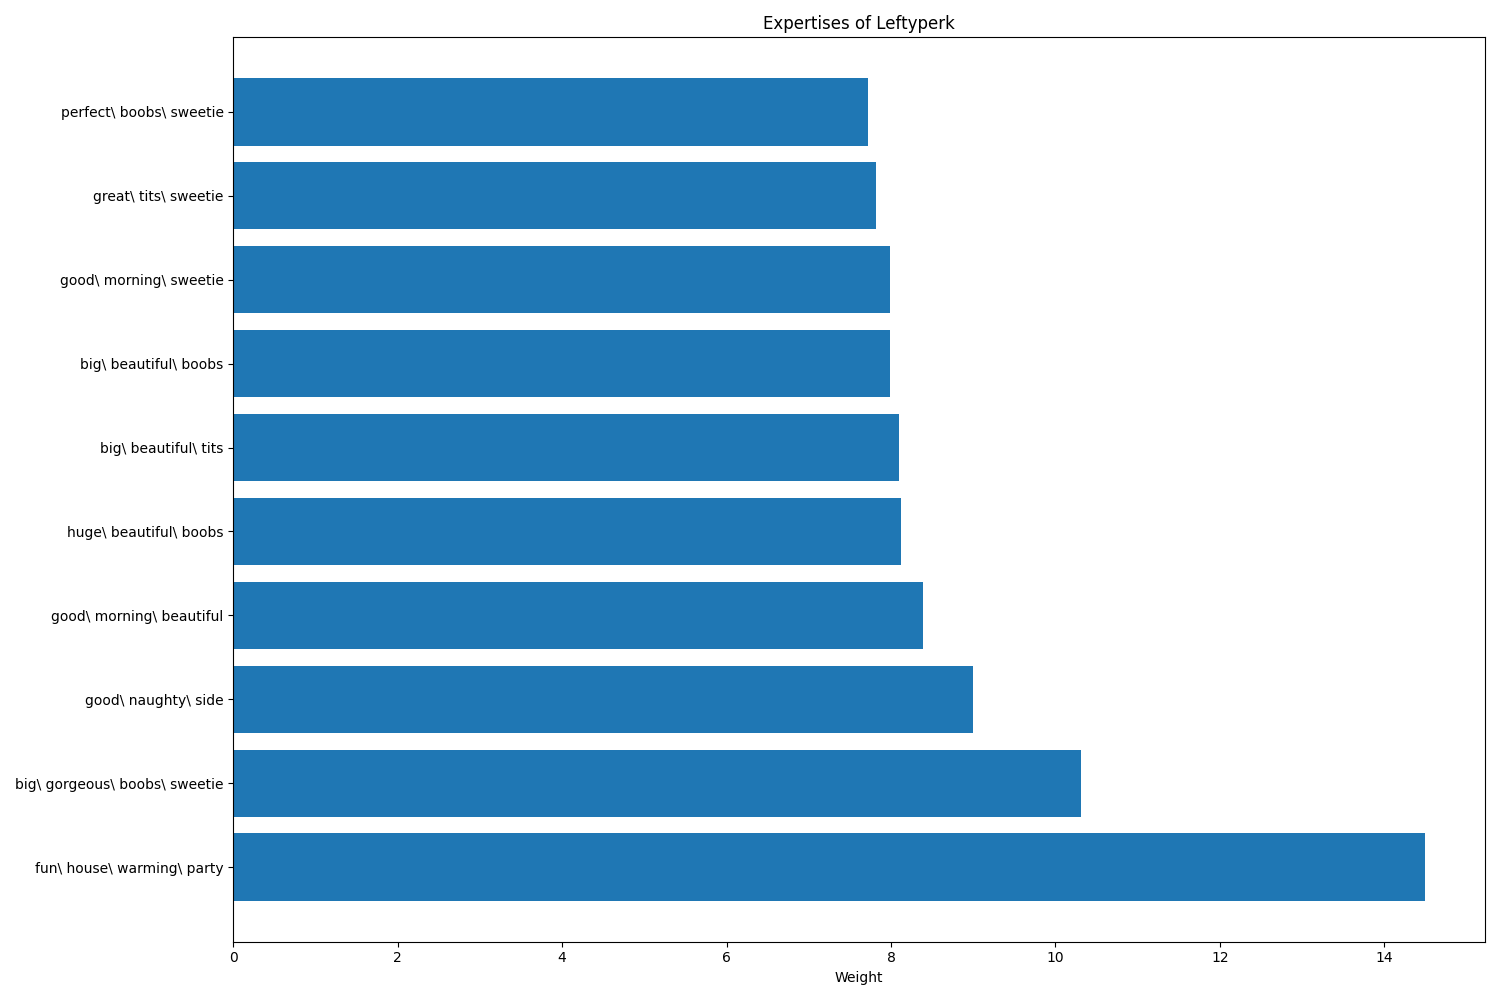 Expertises of Leftyperk
perfect\ boobs\ sweetie
great\ tits\ sweetie
good\ morning\ sweetie
big\ beautiful\ boobs
big\ beautiful\ tits
huge\ beautiful\ boobs
good\ morning\ beautiful
good\ naughty\ side
big\ gorgeous\ boobs\ sweetie
fun\ house\ warming\ party
0 2 4 6 8 10 12 14
Weight